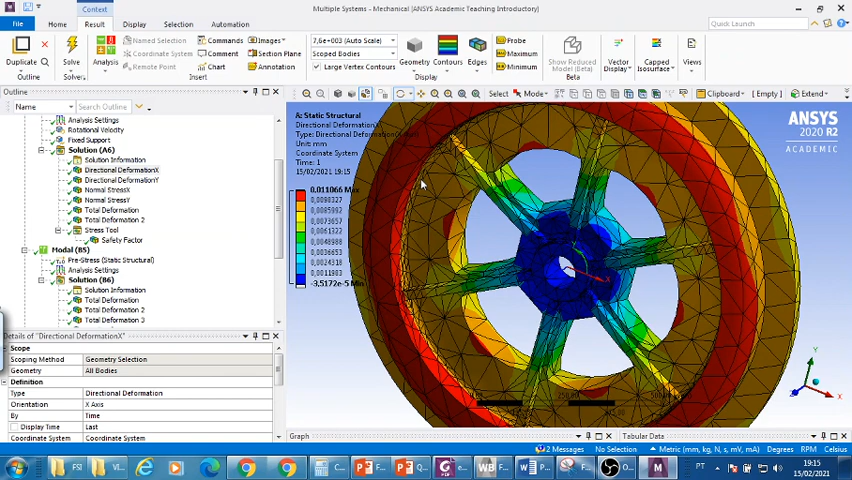 Context
Multiple Systems - Mechanical [ANSYS Academic Teaching Introductory]
File Home Result Display Selection Automation
Quick Launch
Duplicate
Outline
Solve
Solve
Analysis
Named Selection
Coordinate System
Remote Point
Commands
Comment
Chart
Images
Section Plane
Annotation
Insert
7,6e+003 (Auto Scale)
Scoped Bodies
Large Vertex Contours
Geometry
Contours
Edges
Display
Probe
Maximum
Minimum
Show Reduced
Model (Beta)
Beta
Vector
Display
Capped
Isosurface
Views
Outline
Name
Search Outline
Select Mode
Clipboard [ Empty ] Extend
Analysis Settings
Rotational Velocity
Fixed Support
Solution (A6)
Solution Information
Directional DeformationX
Directional DeformationY
Normal StressX
Normal StressY
Total Deformation
Total Deformation 2
Stress Tool
Safety Factor
Modal (B5)
Pre-Stress (Static Structural)
Analysis Settings
Solution (B6)
Solution Information
Total Deformation
Total Deformation 2
Total Deformation 3
Details of "Directional DeformationX"
Scope
Scoping Method Geometry Selection
Geometry All Bodies
Definition
Type Directional Deformation
Orientation X Axis
By Time
Display Time Last
Coordinate System Coordinate System
A: Static Structural
Directional DeformationX
Type: Directional Deformation
Unit: mm
Coordinate System
Time: 1
15/02/2021 19:15
0,011066 Max
0,0098327
0,0085992
0,0073657
0,0061322
0,0048988
0,0036653
0,0024318
0,0011983
-3,5172e-5 Min
ANSYS
2020 R2
ACADEMIC
X
Y
X
Z
Graph
Tabular Data
2 Messages No Selection Metric (mm, kg, N, s, mV, mA) Degrees RPM Celsius
FSI
PT
19:15
15/02/2021